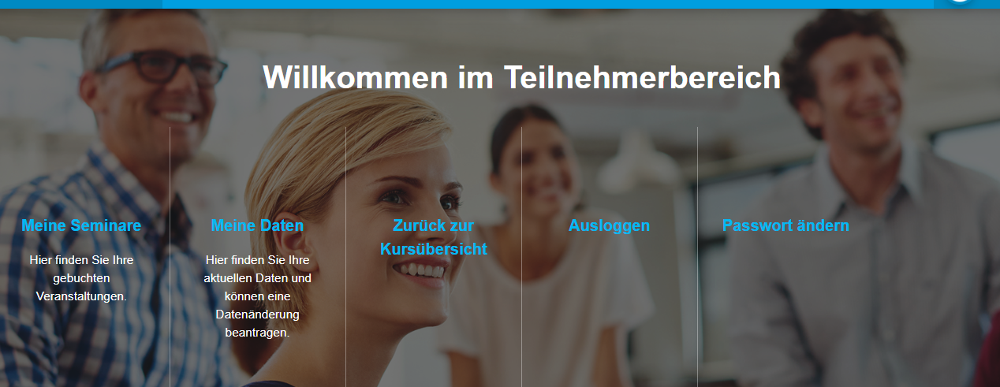 Willkommen im Teilnehmerbereich
Meine Seminare
Hier finden Sie Ihre
gebuchten
Veranstaltungen.
Meine Daten
Hier finden Sie Ihre
aktuellen Daten und
können eine
Datenänderung
beantragen.
Zurück zur
Kursübersicht
Ausloggen
Passwort ändern